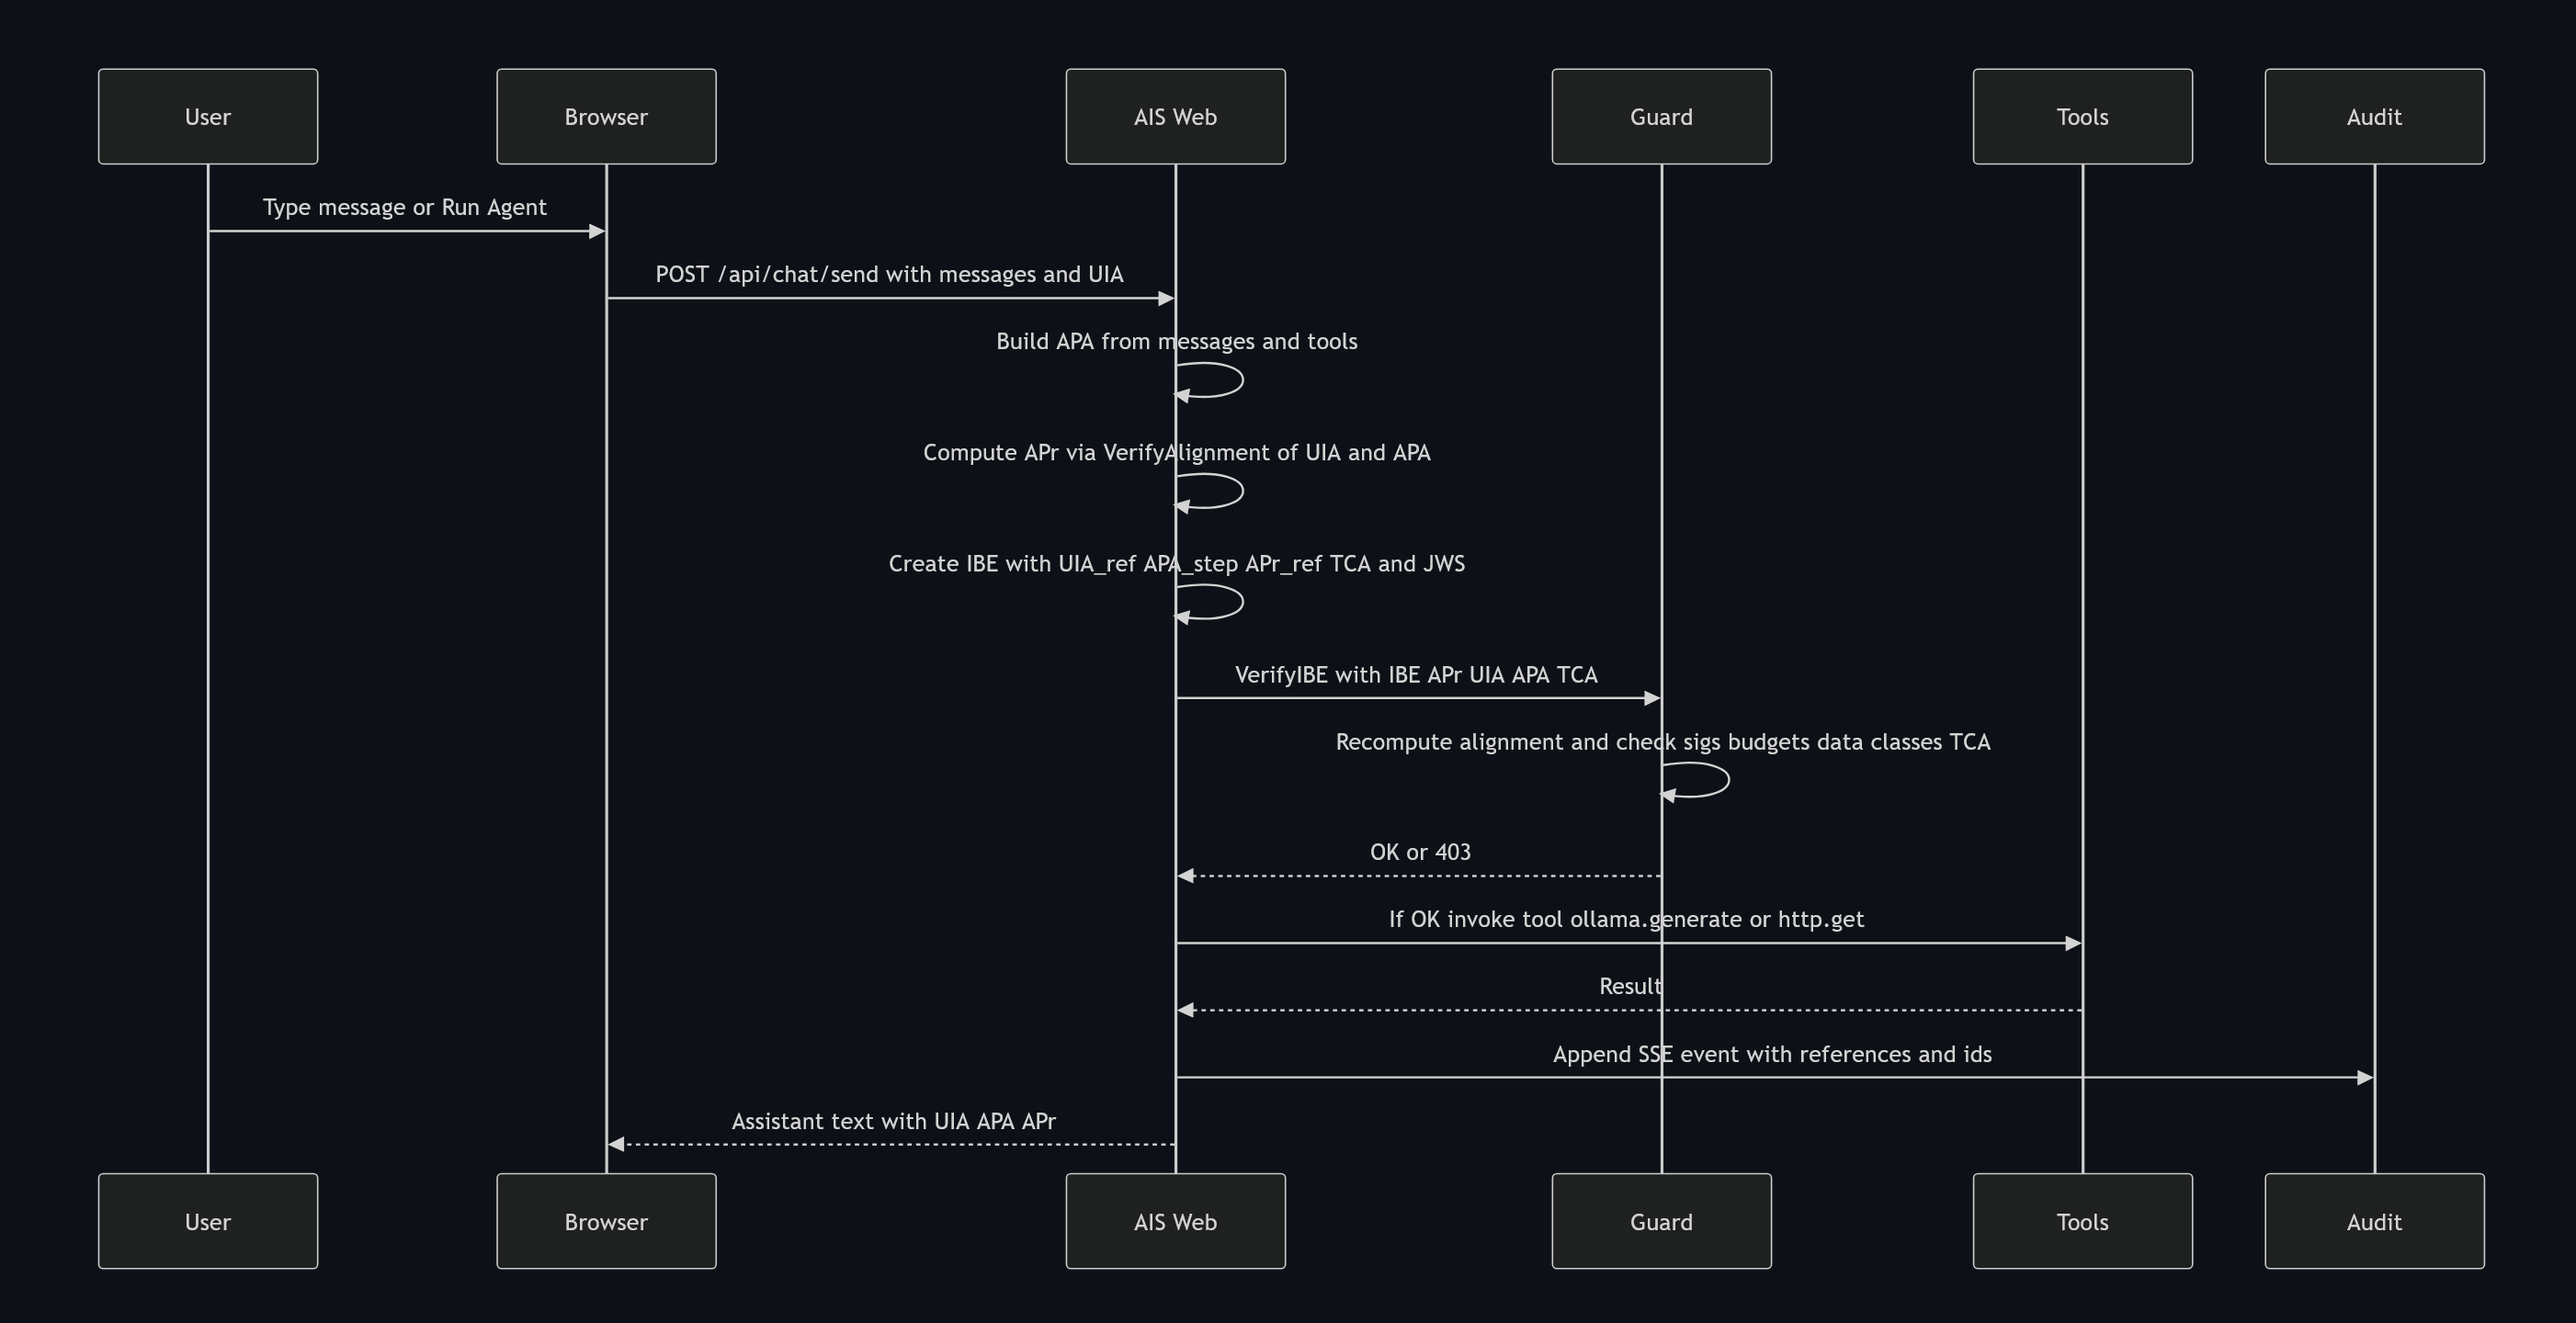 User
Browser
AIS Web
Guard
Tools
Audit
Type message or Run Agent
POST /api/chat/send with messages and UIA
Build APA from messages and tools
Compute APr via VerifyAlignment of UIA and APA
Create IBE with UIA_ref APA_step APr_ref TCA and JWS
VerifyIBE with IBE APr UIA APA TCA
Recompute alignment and check sigs budgets data classes TCA
OK or 403
If OK invoke tool ollama.generate or http.get
Result
Append SSE event with references and ids
Assistant text with UIA APA APr
User
Browser
AIS Web
Guard
Tools
Audit